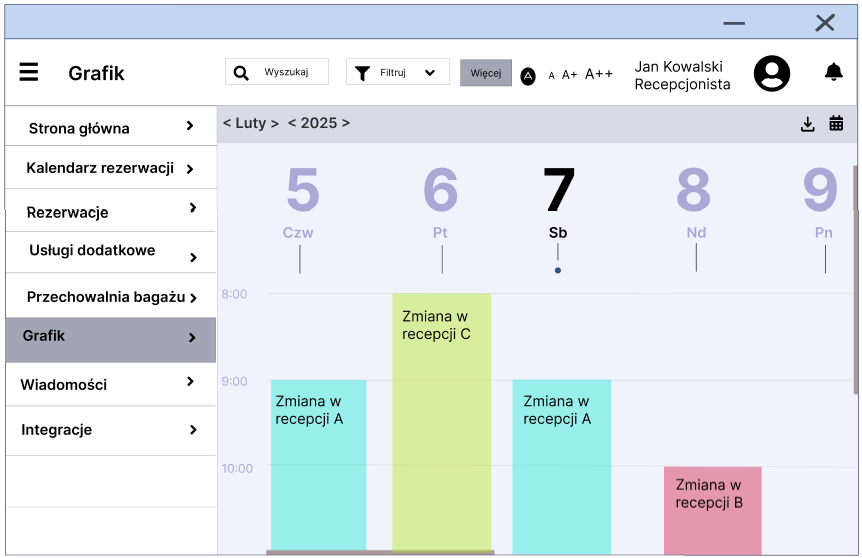 Grafik
Wyszukaj
Filtruj
Więcej
A
A A+ A++
Jan Kowalski
Recepcjonista
Strona główna
Kalendarz rezerwacji
Rezerwacje
Usługi dodatkowe
Przechowalnia bagażu
Grafik
Wiadomości
Integracje
< Luty > < 2025 >
5 6 7 8 9
Czw Pt Sb Nd Pn
8:00
Zmiana w
recepcji C
9:00
Zmiana w
recepcji A
Zmiana w
recepcji A
10:00
Zmiana w
recepcji B